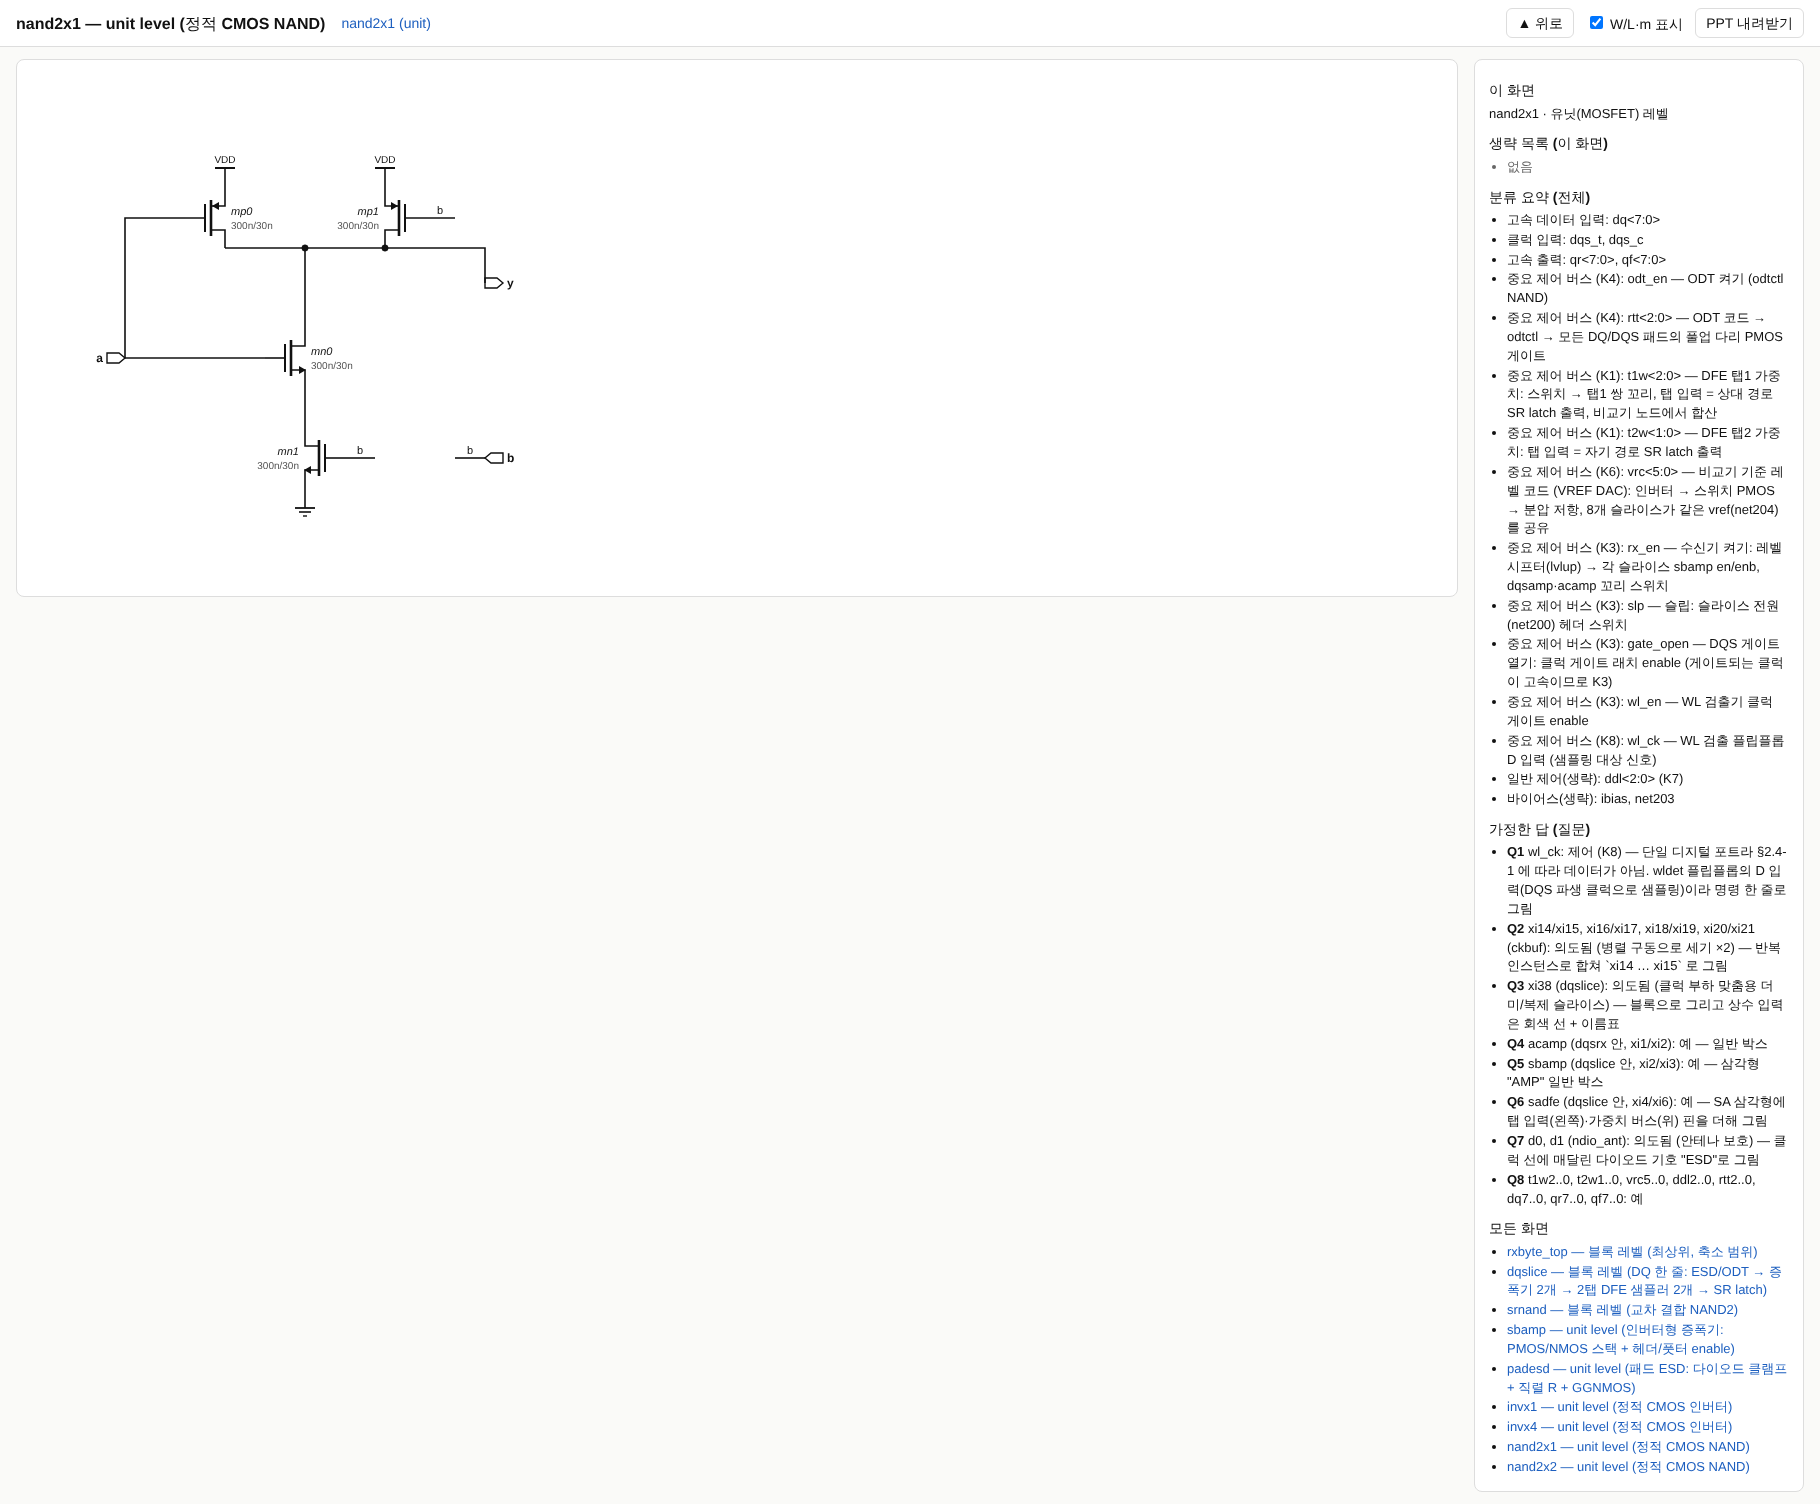 nand2x1 — unit level (정적 CMOS NAND) nand2x1 (unit) ▲ 위로 W/L·m 표시 PPT 내려받기
VDD VDD
mp0 300n/30n
mp1 300n/30n
b
y
a
mn0 300n/30n
mn1 300n/30n
b
b b
이 화면
nand2x1 · 유닛(MOSFET) 레벨
생략 목록 (이 화면)
없음
분류 요약 (전체)
고속 데이터 입력: dq<7:0>
클럭 입력: dqs_t, dqs_c
고속 출력: qr<7:0>, qf<7:0>
중요 제어 버스 (K4): odt_en — ODT 켜기 (odtctl
NAND)
중요 제어 버스 (K4): rtt<2:0> — ODT 코드 →
odtctl → 모든 DQ/DQS 패드의 풀업 다리 PMOS
게이트
중요 제어 버스 (K1): t1w<2:0> — DFE 탭1 가중
치: 스위치 → 탭1 쌍 꼬리, 탭 입력 = 상대 경로
SR latch 출력, 비교기 노드에서 합산
중요 제어 버스 (K1): t2w<1:0> — DFE 탭2 가중
치: 탭 입력 = 자기 경로 SR latch 출력
중요 제어 버스 (K6): vrc<5:0> — 비교기 기준 레
벨 코드 (VREF DAC): 인버터 → 스위치 PMOS
→ 분압 저항, 8개 슬라이스가 같은 vref(net204)
를 공유
중요 제어 버스 (K3): rx_en — 수신기 켜기: 레벨
시프터(lvlup) → 각 슬라이스 sbamp en/enb,
dqsamp·acamp 꼬리 스위치
중요 제어 버스 (K3): slp — 슬립: 슬라이스 전원
(net200) 헤더 스위치
중요 제어 버스 (K3): gate_open — DQS 게이트
열기: 클럭 게이트 래치 enable (게이트되는 클럭
이 고속이므로 K3)
중요 제어 버스 (K3): wl_en — WL 검출기 클럭
게이트 enable
중요 제어 버스 (K8): wl_ck — WL 검출 플립플롭
D 입력 (샘플링 대상 신호)
일반 제어(생략): ddl<2:0> (K7)
바이어스(생략): ibias, net203
가정한 답 (질문)
Q1 wl_ck: 제어 (K8) — 단일 디지털 포트라 §2.4-
1 에 따라 데이터가 아님. wldet 플립플롭의 D 입
력(DQS 파생 클럭으로 샘플링)이라 명령 한 줄로
그림
Q2 xi14/xi15, xi16/xi17, xi18/xi19, xi20/xi21
(ckbuf): 의도됨 (병렬 구동으로 세기 ×2) — 반복
인스턴스로 합쳐 `xi14 … xi15` 로 그림
Q3 xi38 (dqslice): 의도됨 (클럭 부하 맞춤용 더
미/복제 슬라이스) — 블록으로 그리고 상수 입력
은 회색 선 + 이름표
Q4 acamp (dqsrx 안, xi1/xi2): 예 — 일반 박스
Q5 sbamp (dqslice 안, xi2/xi3): 예 — 삼각형
"AMP" 일반 박스
Q6 sadfe (dqslice 안, xi4/xi6): 예 — SA 삼각형에
탭 입력(왼쪽)·가중치 버스(위) 핀을 더해 그림
Q7 d0, d1 (ndio_ant): 의도됨 (안테나 보호) — 클
럭 선에 매달린 다이오드 기호 "ESD"로 그림
Q8 t1w2..0, t2w1..0, vrc5..0, ddl2..0, rtt2..0,
dq7..0, qr7..0, qf7..0: 예
모든 화면
rxbyte_top — 블록 레벨 (최상위, 축소 범위)
dqslice — 블록 레벨 (DQ 한 줄: ESD/ODT → 증
폭기 2개 → 2탭 DFE 샘플러 2개 → SR latch)
srnand — 블록 레벨 (교차 결합 NAND2)
sbamp — unit level (인버터형 증폭기:
PMOS/NMOS 스택 + 헤더/풋터 enable)
padesd — unit level (패드 ESD: 다이오드 클램프
+ 직렬 R + GGNMOS)
invx1 — unit level (정적 CMOS 인버터)
invx4 — unit level (정적 CMOS 인버터)
nand2x1 — unit level (정적 CMOS NAND)
nand2x2 — unit level (정적 CMOS NAND)